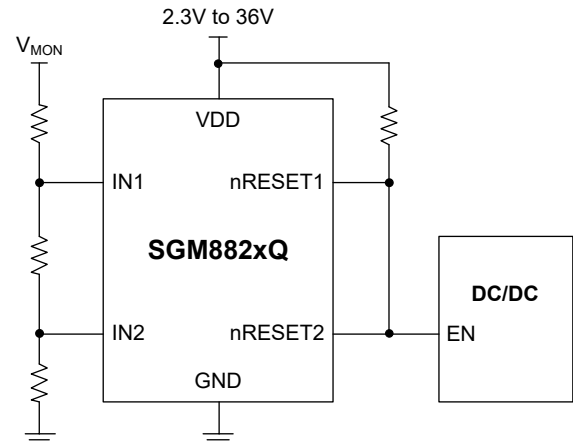 2.3V to 36V
VMON
VDD
IN1
nRESET1
SGM882xQ
DC/DC
IN2
nRESET2
EN
GND